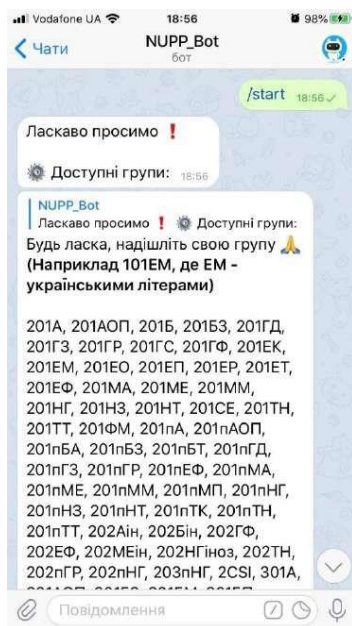 Vodafone UA 18:56 98%
Чати NUPP_Bot
бот
/start 18:56
Ласкаво просимо ❗
⚙ Доступні групи: 18:56
NUPP_Bot
Ласкаво просимо ❗ ⚙ Доступні групи:
Будь ласка, надішліть свою групу 🙏
(Наприклад 101ЕМ, де ЕМ -
українськими літерами)
201А, 201АОП, 201Б, 201БЗ, 201ГД,
201ГЗ, 201ГР, 201ГС, 201ГФ, 201ЕК,
201ЕМ, 201ЕО, 201ЕП, 201ЕР, 201ЕТ,
201ЕФ, 201МА, 201МЕ, 201ММ,
201НГ, 201НЗ, 201НТ, 201СЕ, 201ТН,
201ТТ, 201ФМ, 201пА, 201пАОП,
201пБА, 201пБЗ, 201пБТ, 201пГД,
201пГЗ, 201пГР, 201пЕФ, 201пМА,
201пМЕ, 201пММ, 201пМП, 201пНГ,
201пНЗ, 201пНТ, 201пТК, 201пТН,
201пТТ, 202Аін, 202Бін, 202ГФ,
202ЕФ, 202МЕін, 202НГіноз, 202ТН,
202пГР, 202пНГ, 203пНГ, 2CSI, 301А,
Повідомлення